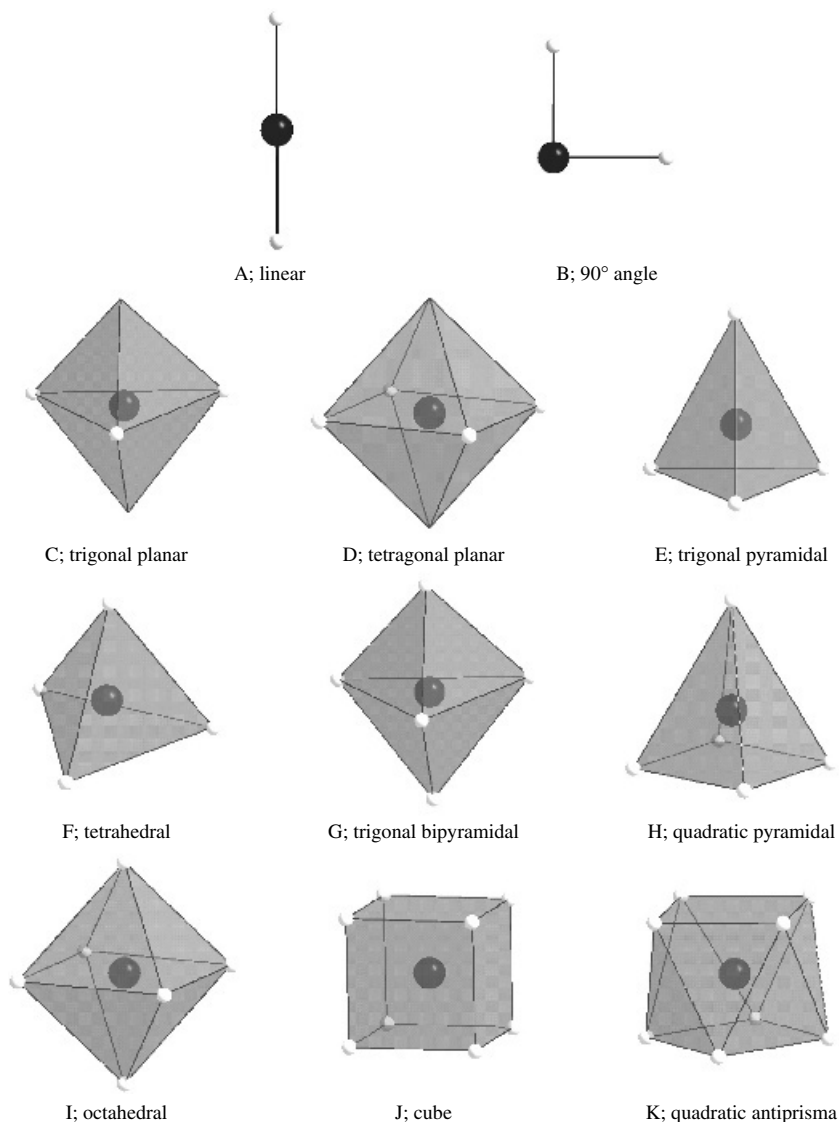 A; linear
B; 90° angle
C; trigonal planar
D; tetragonal planar
E; trigonal pyramidal
F; tetrahedral
G; trigonal bipyramidal
H; quadratic pyramidal
I; octahedral
J; cube
K; quadratic antiprisma